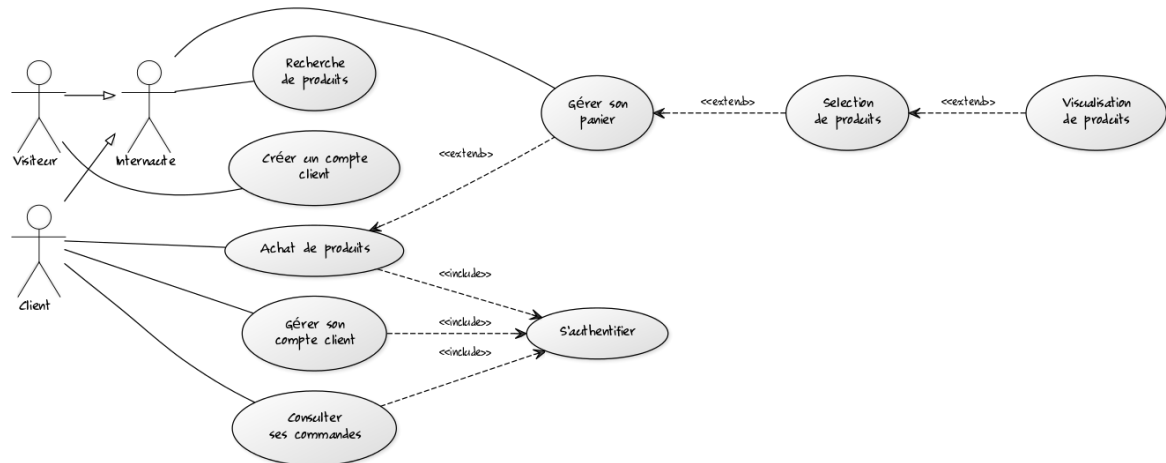 Recherche
de produits
Visiteur
Internaute
Gérer son
panier
<<extend>>
Selection
de produits
<<extend>>
Visualisation
de produits
Créer un compte
client
<<extend>>
Client
Achat de produits
<<include>>
Gérer son
compte client
<<include>>
S'authentifier
<<include>>
Consulter
ses commandes